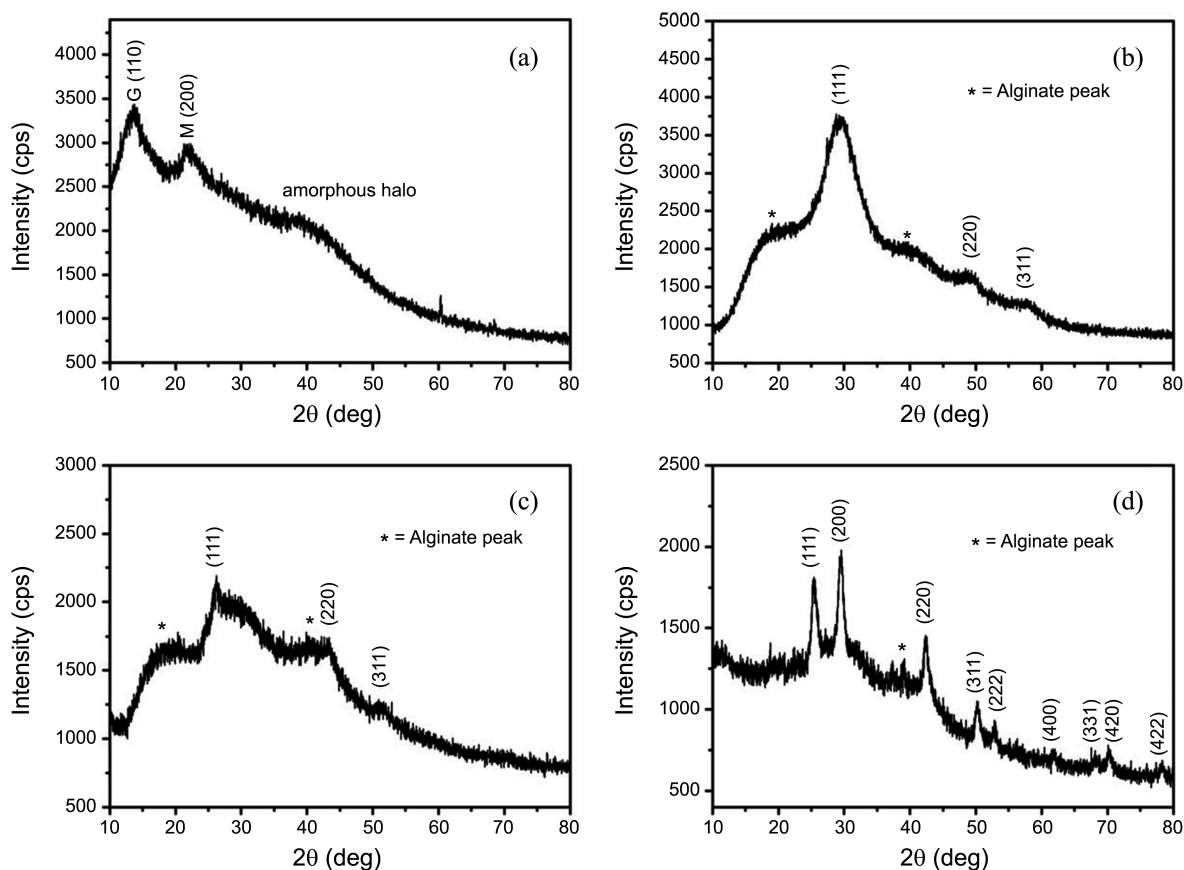 (a)
G (110)
M (200)
amorphous halo
4000
3500
3000
2500
2000
1500
1000
500
Intensity (cps)
10 20 30 40 50 60 70 80
2θ (deg)
(b)
(111)
* = Alginate peak
*
*
(220)
(311)
5000
4500
4000
3500
3000
2500
2000
1500
1000
500
Intensity (cps)
10 20 30 40 50 60 70 80
2θ (deg)
(c)
(111)
* = Alginate peak
*
*
(220)
(311)
3000
2500
2000
1500
1000
500
Intensity (cps)
10 20 30 40 50 60 70 80
2θ (deg)
(d)
(111)
(200)
* = Alginate peak
*
(220)
(311)
(222)
(400)
(331)
(420)
(422)
2500
2000
1500
1000
500
Intensity (cps)
10 20 30 40 50 60 70 80
2θ (deg)